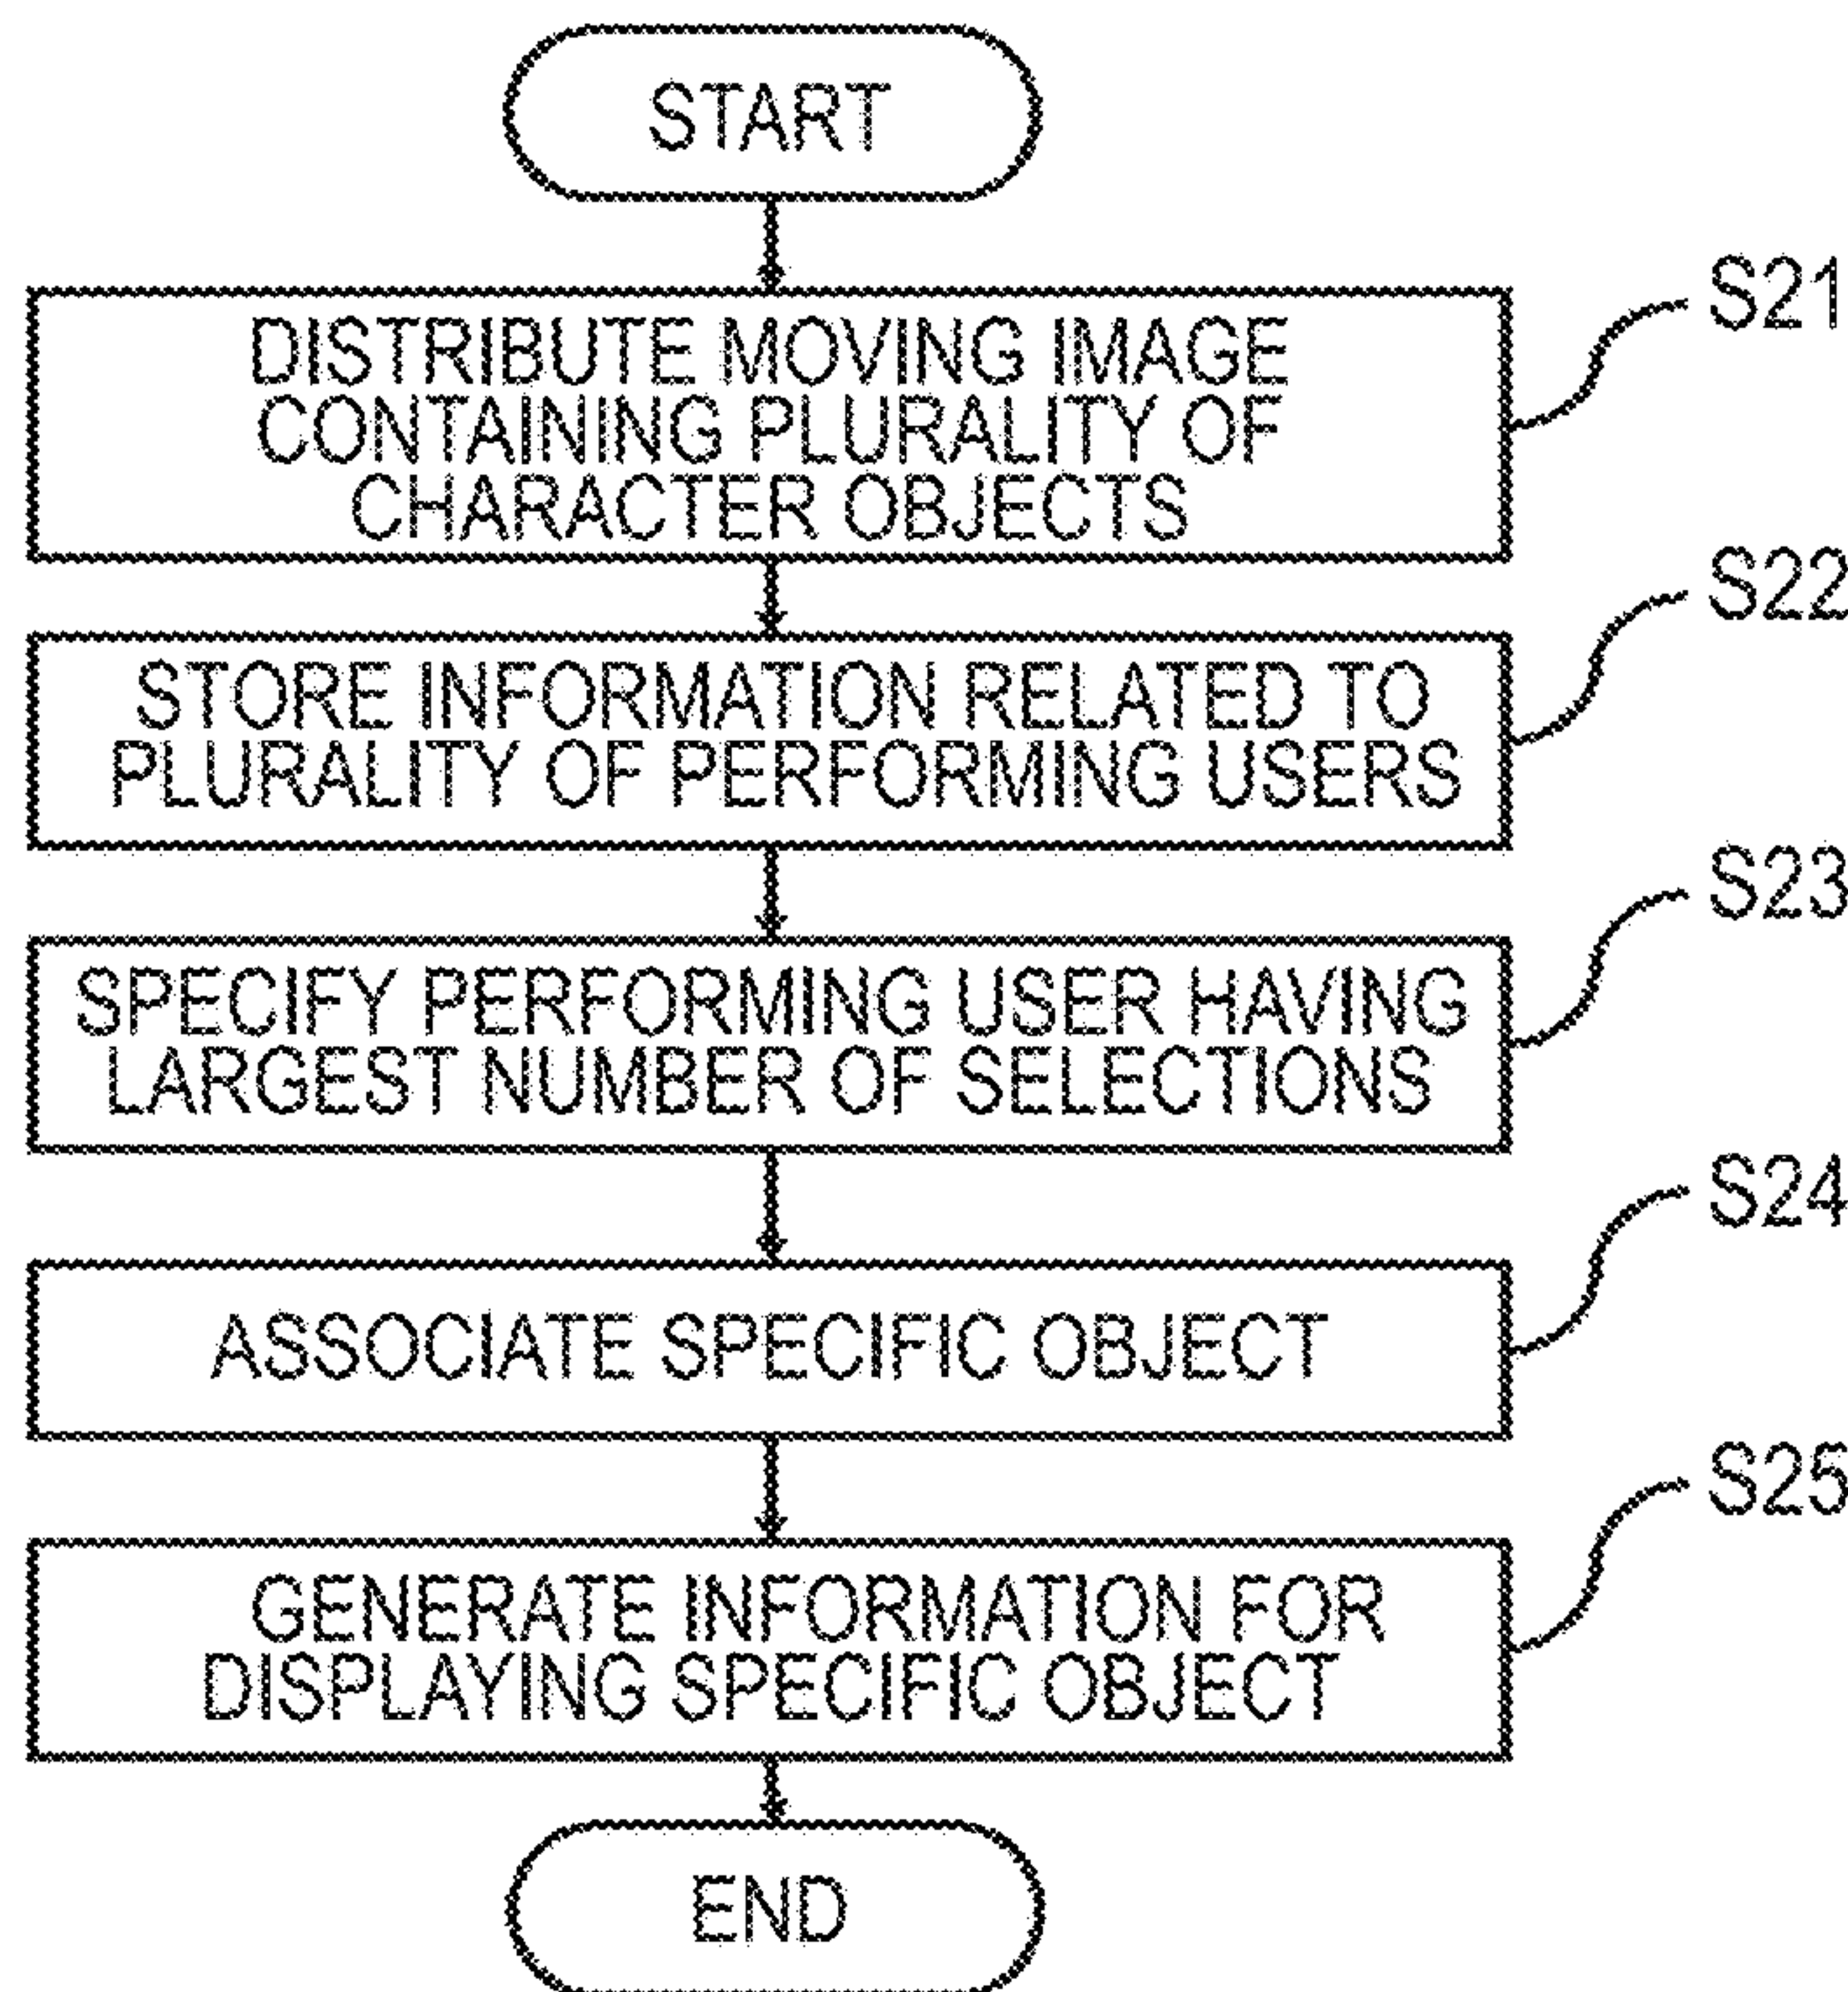 START
DISTRIBUTE MOVING IMAGE
CONTAINING PLURALITY OF
CHARACTER OBJECTS
S21
STORE INFORMATION RELATED TO
PLURALITY OF PERFORMING USERS
S22
SPECIFY PERFORMING USER HAVING
LARGEST NUMBER OF SELECTIONS
S23
ASSOCIATE SPECIFIC OBJECT
S24
GENERATE INFORMATION FOR
DISPLAYING SPECIFIC OBJECT
S25
END